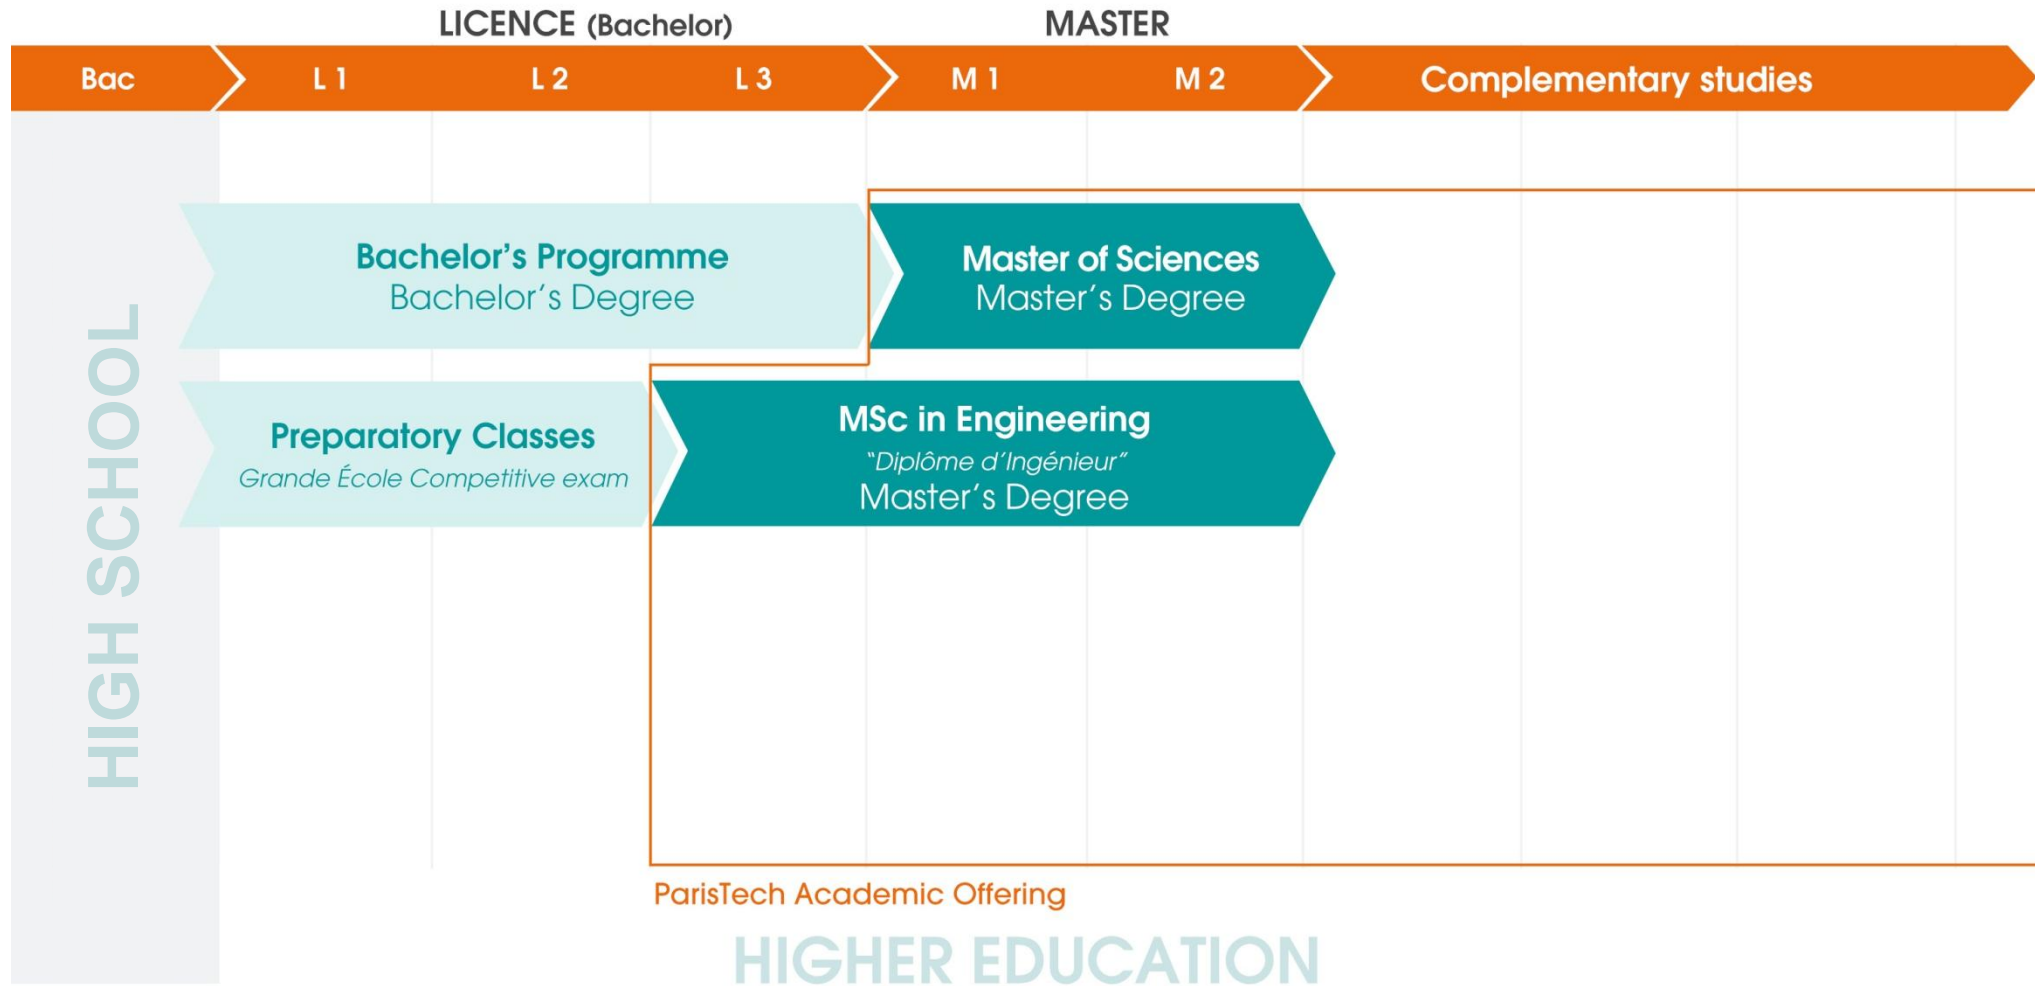 LICENCE (Bachelor)
MASTER
Bac
L 1
L 2
L 3
M 1
M 2
Complementary studies
HIGH SCHOOL
Bachelor’s Programme
Bachelor’s Degree
Master of Sciences
Master’s Degree
Preparatory Classes
Grande École Competitive exam
MSc in Engineering
“Diplôme d’Ingénieur”
Master’s Degree
ParisTech Academic Offering
HIGHER EDUCATION